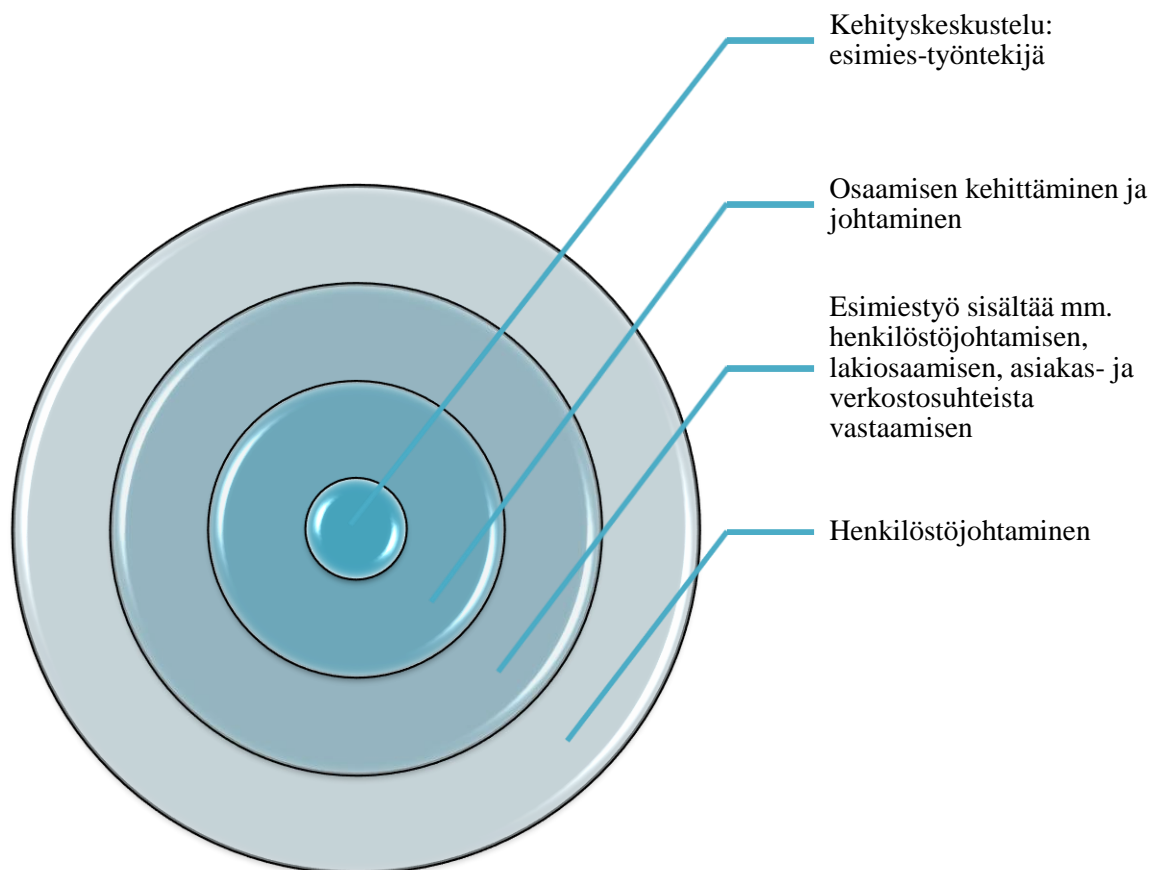 Kehityskeskustelu:
esimies-työntekijä
Osaamisen kehittäminen ja
johtaminen
Esimiestyö sisältää mm.
henkilöstöjohtamisen,
lakiosaamisen, asiakas- ja
verkostosuhteista
vastaamisen
Henkilöstöjohtaminen